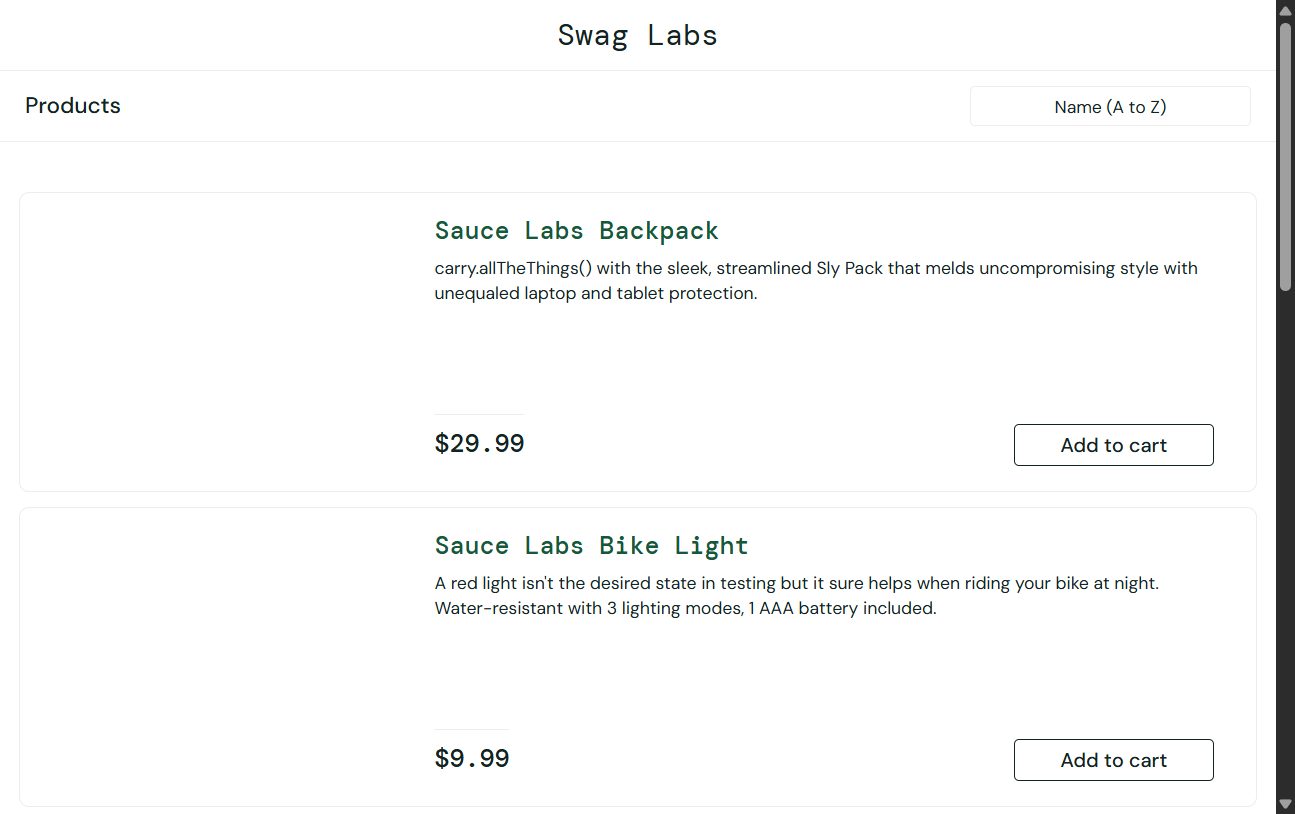 Swag Labs
Products
Name (A to Z)
Sauce Labs Backpack
carry.allTheThings() with the sleek, streamlined Sly Pack that melds uncompromising style with
unequaled laptop and tablet protection.
$29.99
Add to cart
Sauce Labs Bike Light
A red light isn't the desired state in testing but it sure helps when riding your bike at night.
Water-resistant with 3 lighting modes, 1 AAA battery included.
$9.99
Add to cart